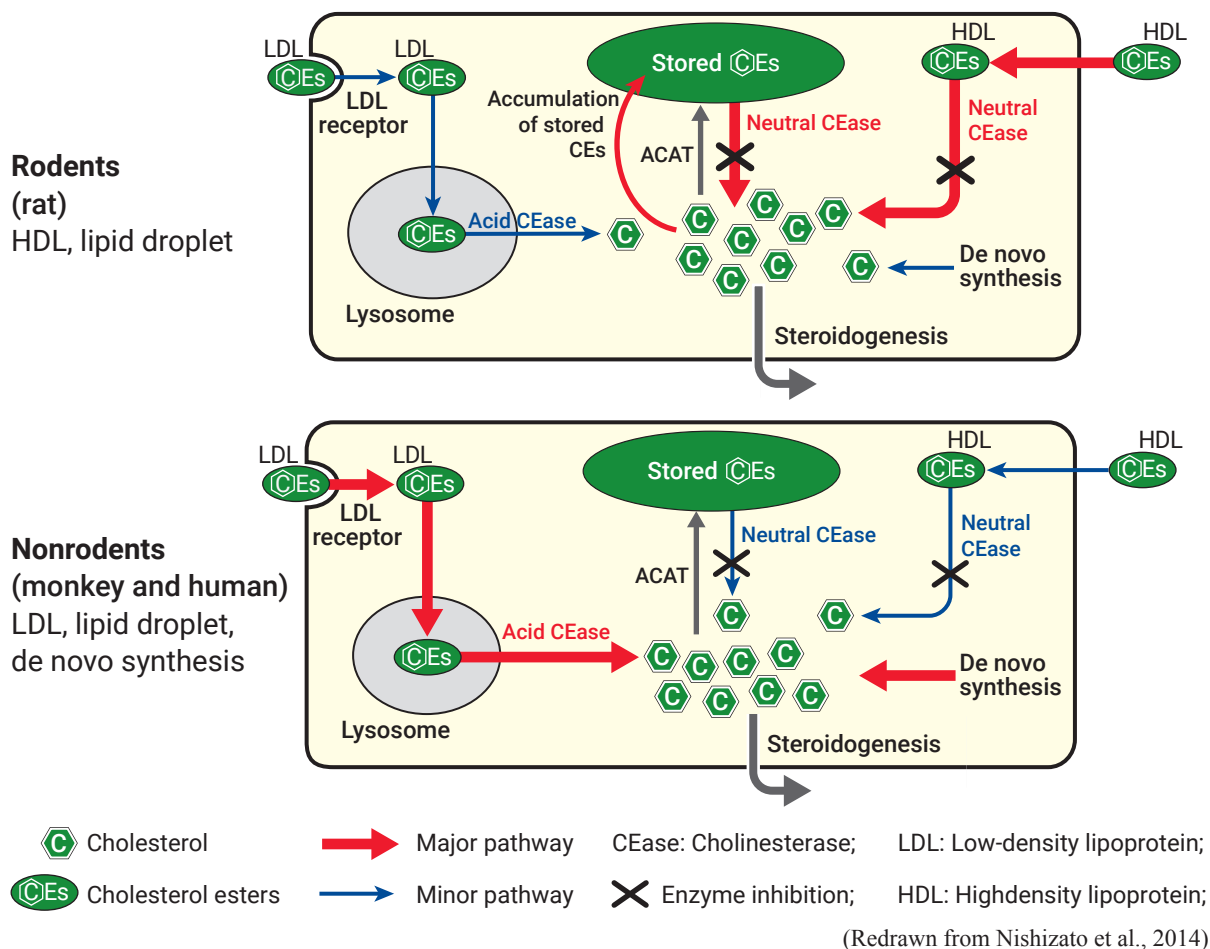 LDL
CEs
LDL
CEs
LDL
receptor
Accumulation
of stored
CEs
Stored CEs
Neutral CEase
ACAT
HDL
CEs
HDL
CEs
Neutral
CEase
Rodents
(rat)
HDL, lipid droplet
CEs
Acid CEase
Lysosome
C
C
C
C
C
C
C
C
C
C
De novo
synthesis
Steroidogenesis
LDL
CEs
LDL
CEs
LDL
receptor
Stored CEs
Neutral CEase
ACAT
HDL
CEs
HDL
CEs
Neutral
CEase
Nonrodents
(monkey and human)
LDL, lipid droplet,
de novo synthesis
CEs
Acid CEase
Lysosome
C
C
C
C
C
C
C
C
C
C
De novo
synthesis
Steroidogenesis
C Cholesterol
Major pathway
CEase: Cholinesterase;
LDL: Low-density lipoprotein;
CEs Cholesterol esters
Minor pathway
Enzyme inhibition;
HDL: Highdensity lipoprotein;
(Redrawn from Nishizato et al., 2014)